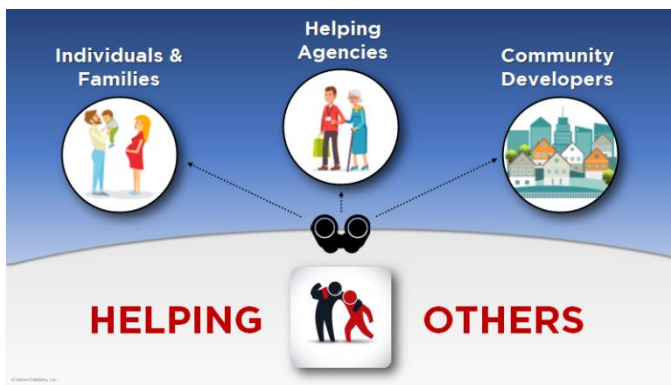 Individuals &
Families
Helping
Agencies
Community
Developers
HELPING
OTHERS